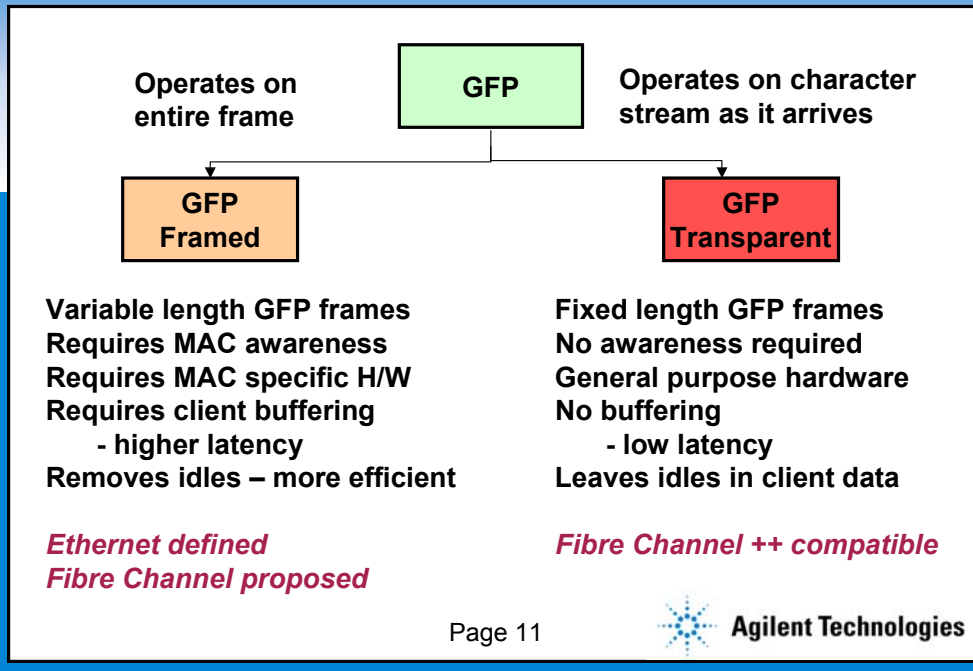 GFP
Operates on
entire frame
Operates on character
stream as it arrives
GFP
Framed
GFP
Transparent
Variable length GFP frames
Requires MAC awareness
Requires MAC specific H/W
Requires client buffering
- higher latency
Removes idles – more efficient
Ethernet defined
Fibre Channel proposed
Fixed length GFP frames
No awareness required
General purpose hardware
No buffering
- low latency
Leaves idles in client data
Fibre Channel ++ compatible
Page 11
Agilent Technologies